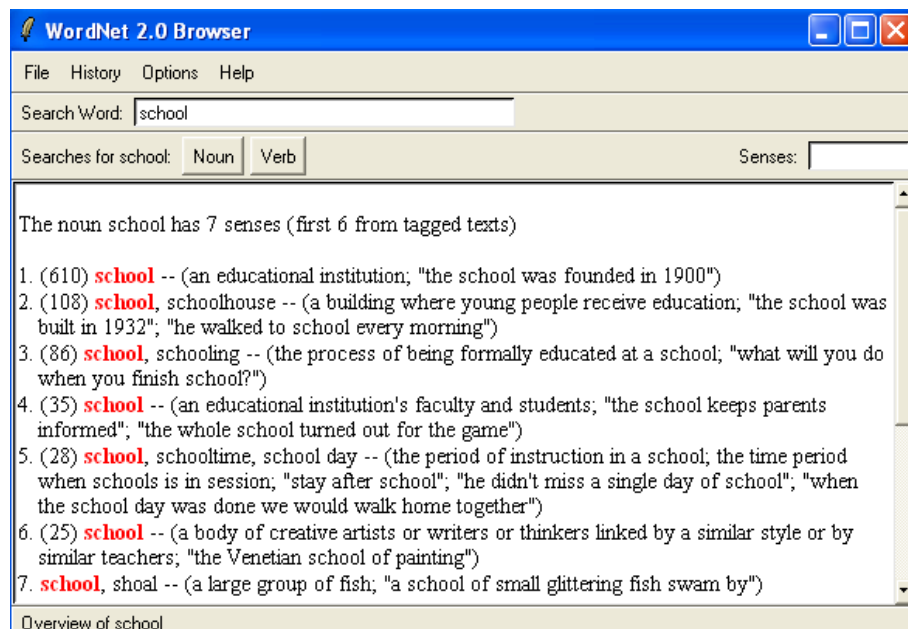 WordNet 2.0 Browser
File History Options Help
Search Word: school
Searches for school: Noun Verb Senses:
The noun school has 7 senses (first 6 from tagged texts)
1. (610) school -- (an educational institution; "the school was founded in 1900")
2. (108) school, schoolhouse -- (a building where young people receive education; "the school was
built in 1932"; "he walked to school every morning")
3. (86) school, schooling -- (the process of being formally educated at a school; "what will you do
when you finish school?")
4. (35) school -- (an educational institution's faculty and students; "the school keeps parents
informed"; "the whole school turned out for the game")
5. (28) school, schooltime, school day -- (the period of instruction in a school; the time period
when schools is in session; "stay after school"; "he didn't miss a single day of school"; "when
the school day was done we would walk home together")
6. (25) school -- (a body of creative artists or writers or thinkers linked by a similar style or by
similar teachers; "the Venetian school of painting")
7. school, shoal -- (a large group of fish; "a school of small glittering fish swam by")
Overview of school